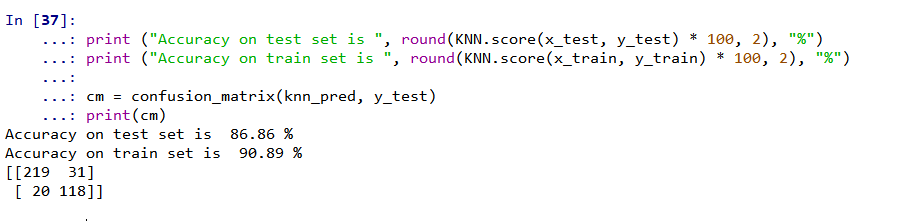 In [37]:
...: print ("Accuracy on test set is ", round(KNN.score(x_test, y_test) * 100, 2), "%")
...: print ("Accuracy on train set is ", round(KNN.score(x_train, y_train) * 100, 2), "%")
...:
...: cm = confusion_matrix(knn_pred, y_test)
...: print(cm)
Accuracy on test set is  86.86 %
Accuracy on train set is  90.89 %
[[219  31]
 [ 20 118]]